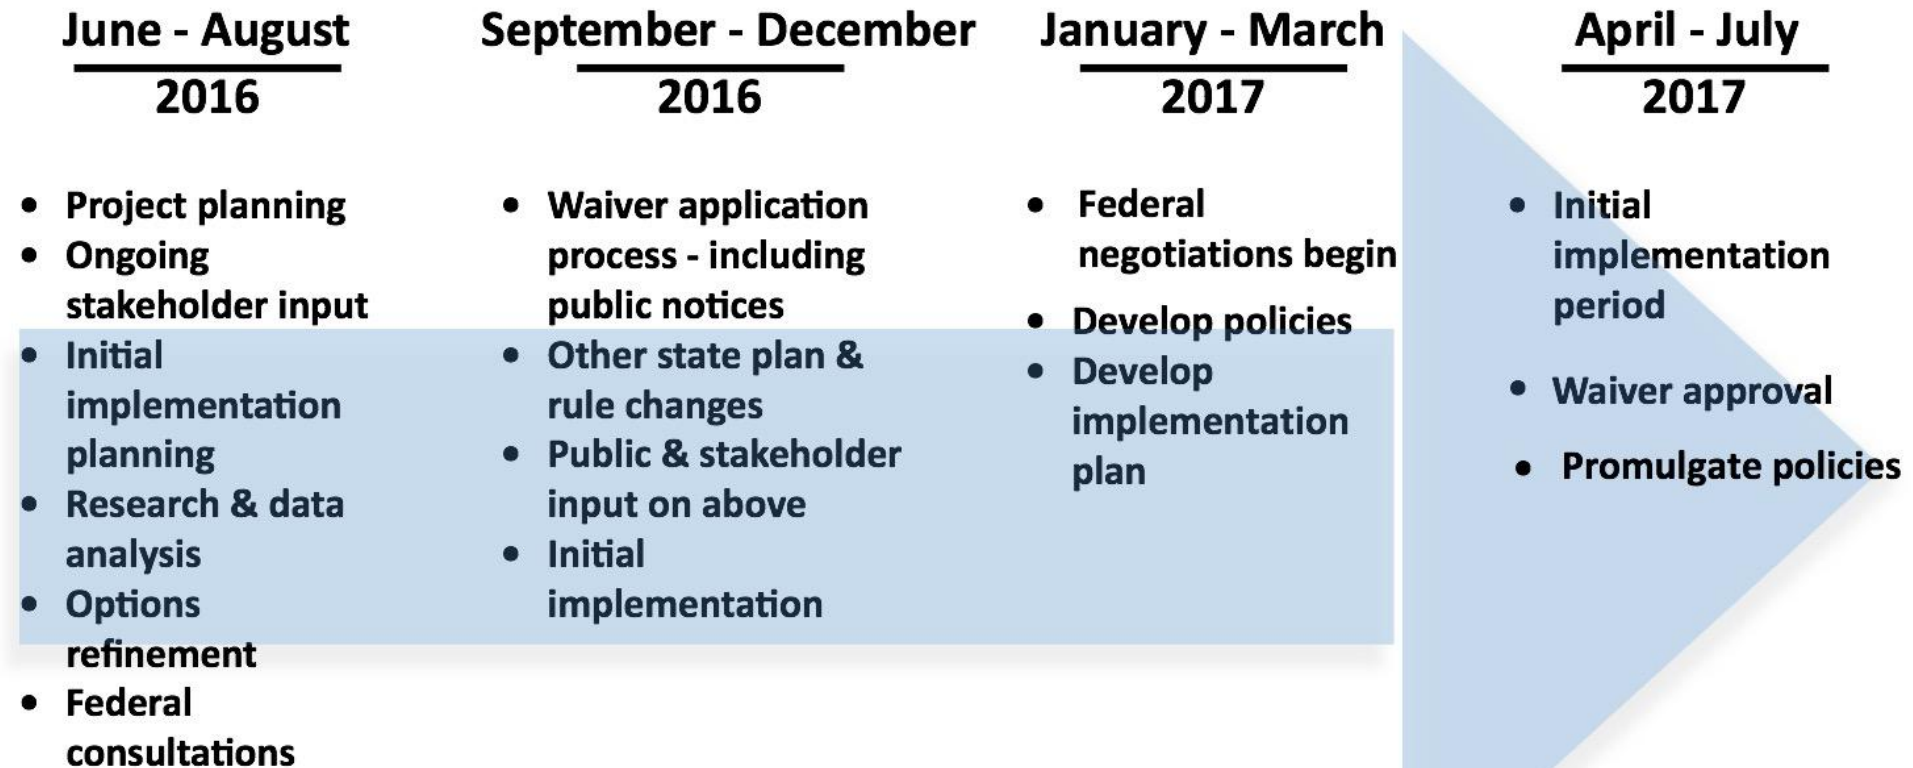 June - August
2016
• Project planning
• Ongoing
stakeholder input
• Initial
implementation
planning
• Research & data
analysis
• Options
refinement
• Federal
consultations
September - December
2016
• Waiver application
process - including
public notices
• Other state plan &
rule changes
• Public & stakeholder
input on above
• Initial
implementation
January - March
2017
• Federal
negotiations begin
• Develop policies
• Develop
implementation
plan
April - July
2017
• Initial
implementation
period
• Waiver approval
• Promulgate policies